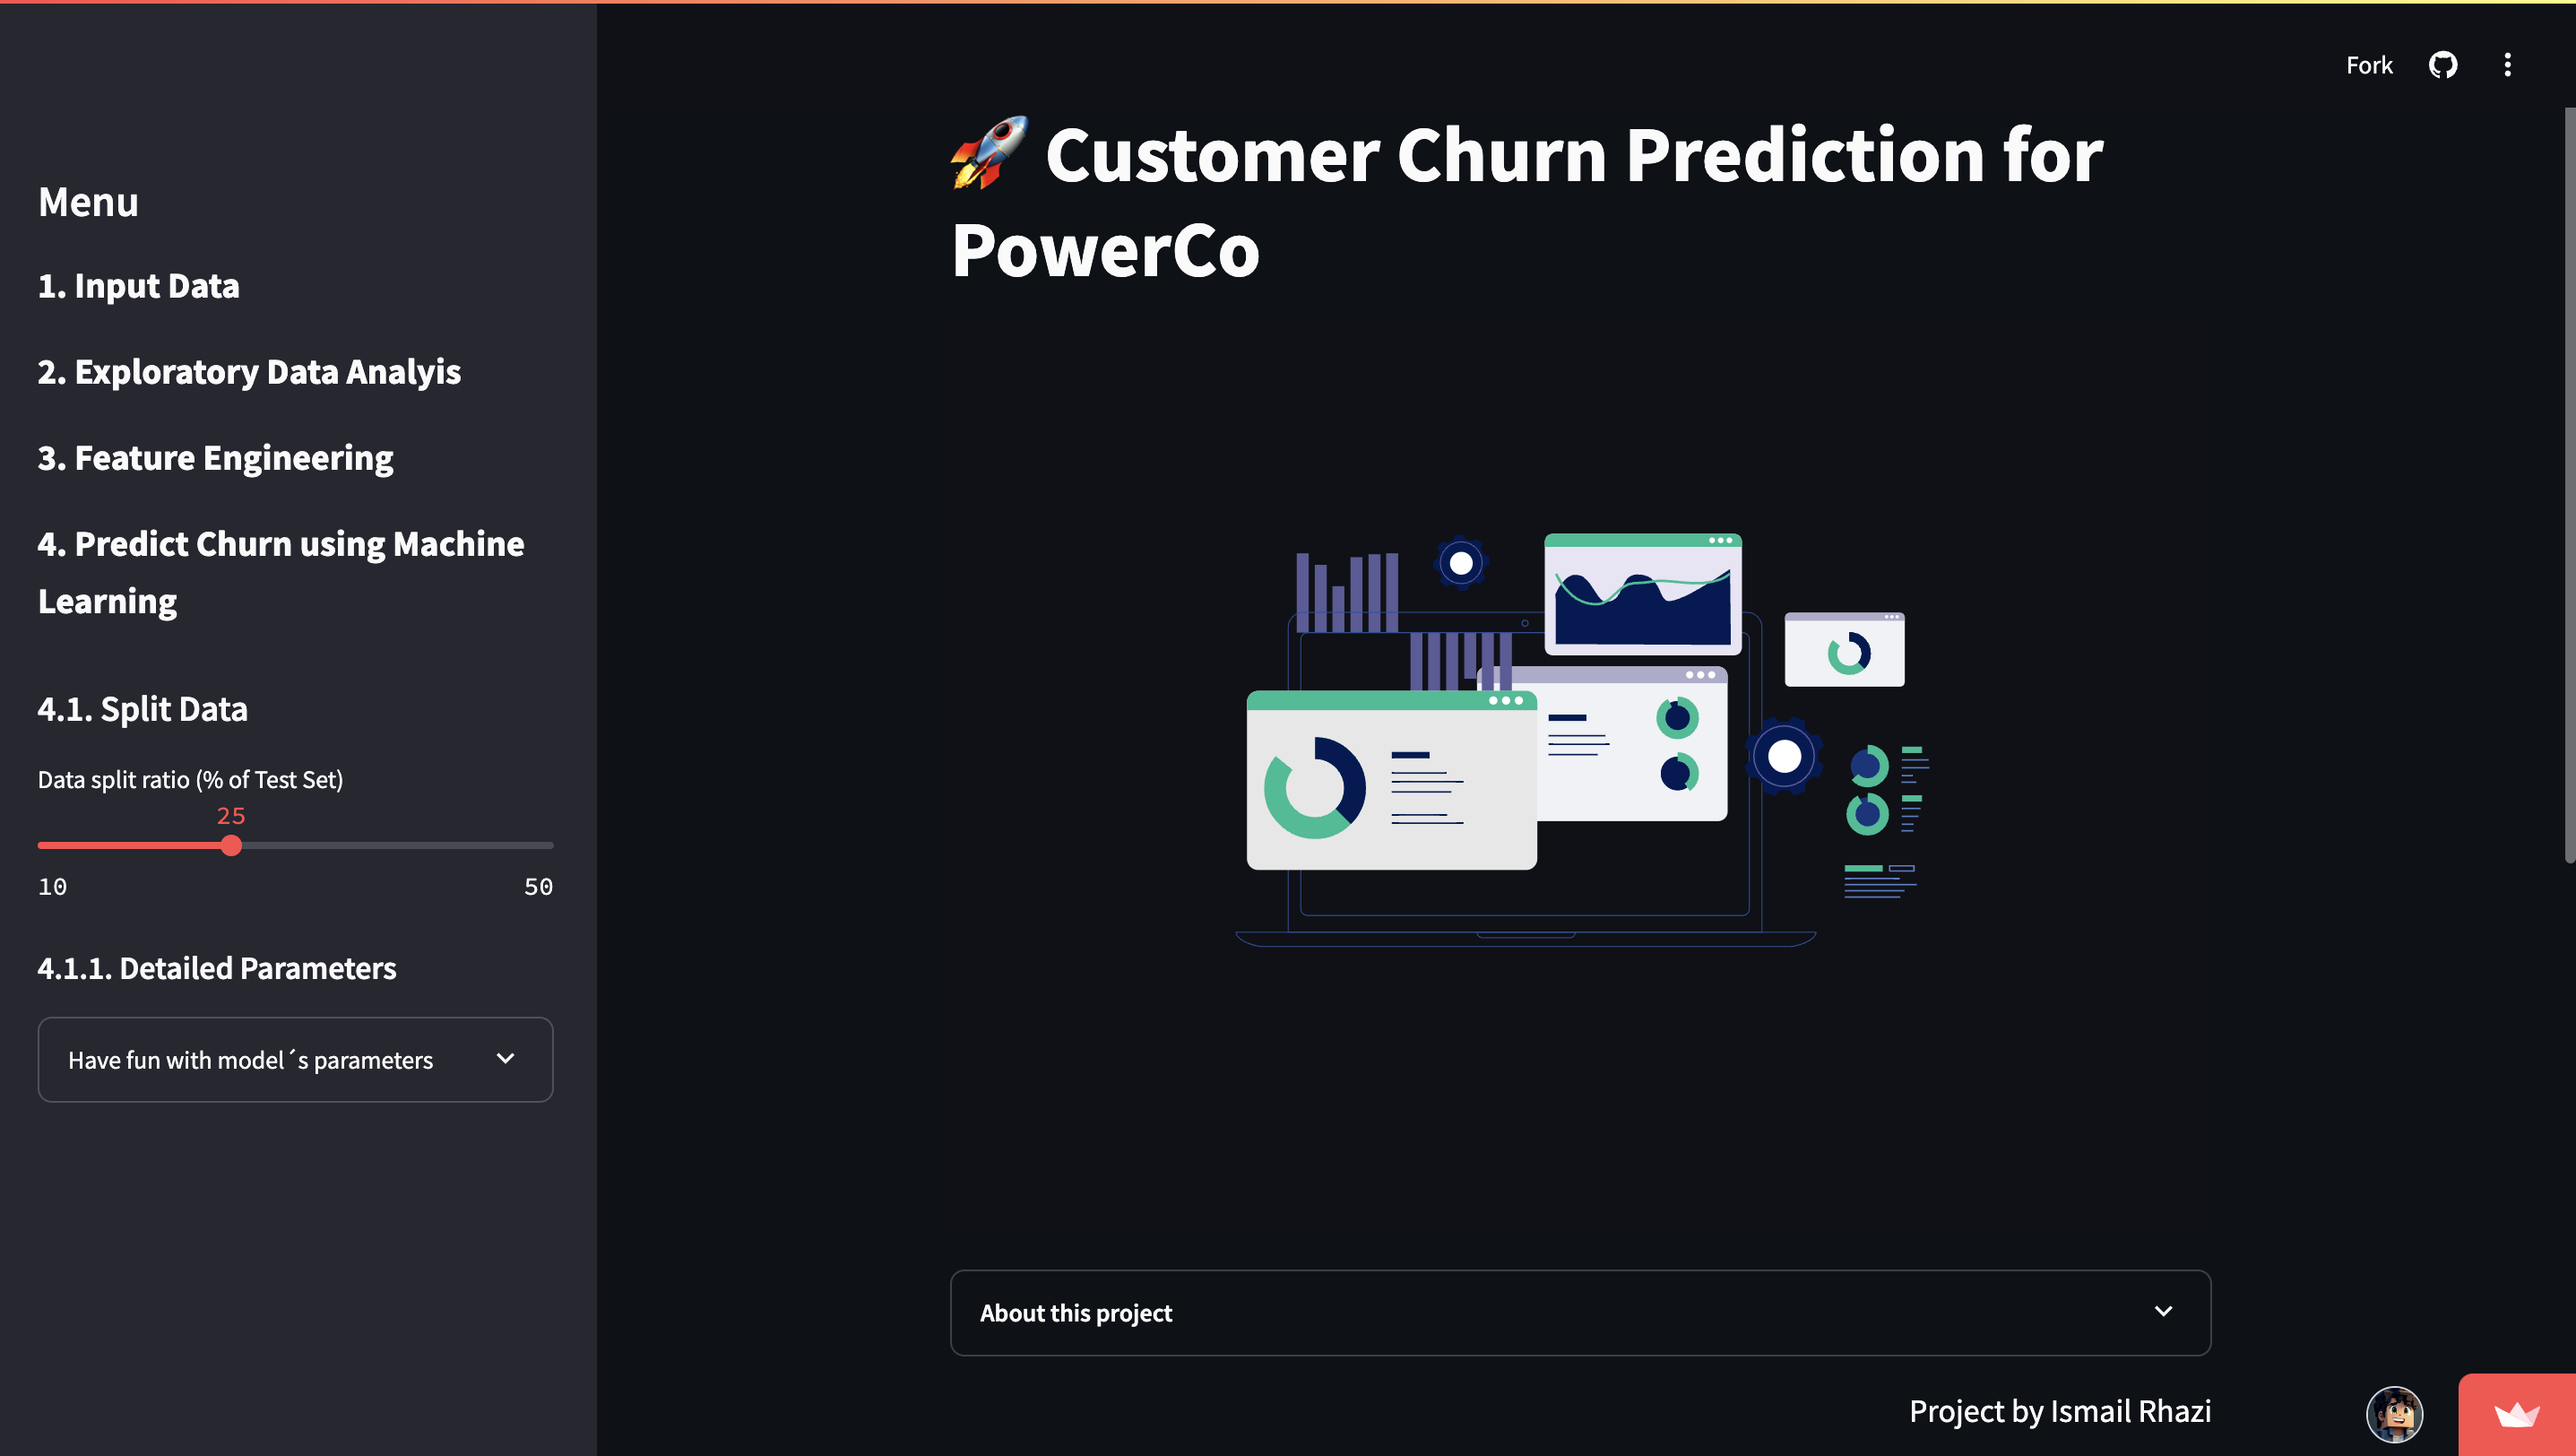 Fork
Menu
1. Input Data
2. Exploratory Data Analyis
3. Feature Engineering
4. Predict Churn using Machine
Learning
4.1. Split Data
Data split ratio (% of Test Set)
25
10 50
4.1.1. Detailed Parameters
Have fun with model´s parameters
🚀 Customer Churn Prediction for
PowerCo
About this project
Project by Ismail Rhazi